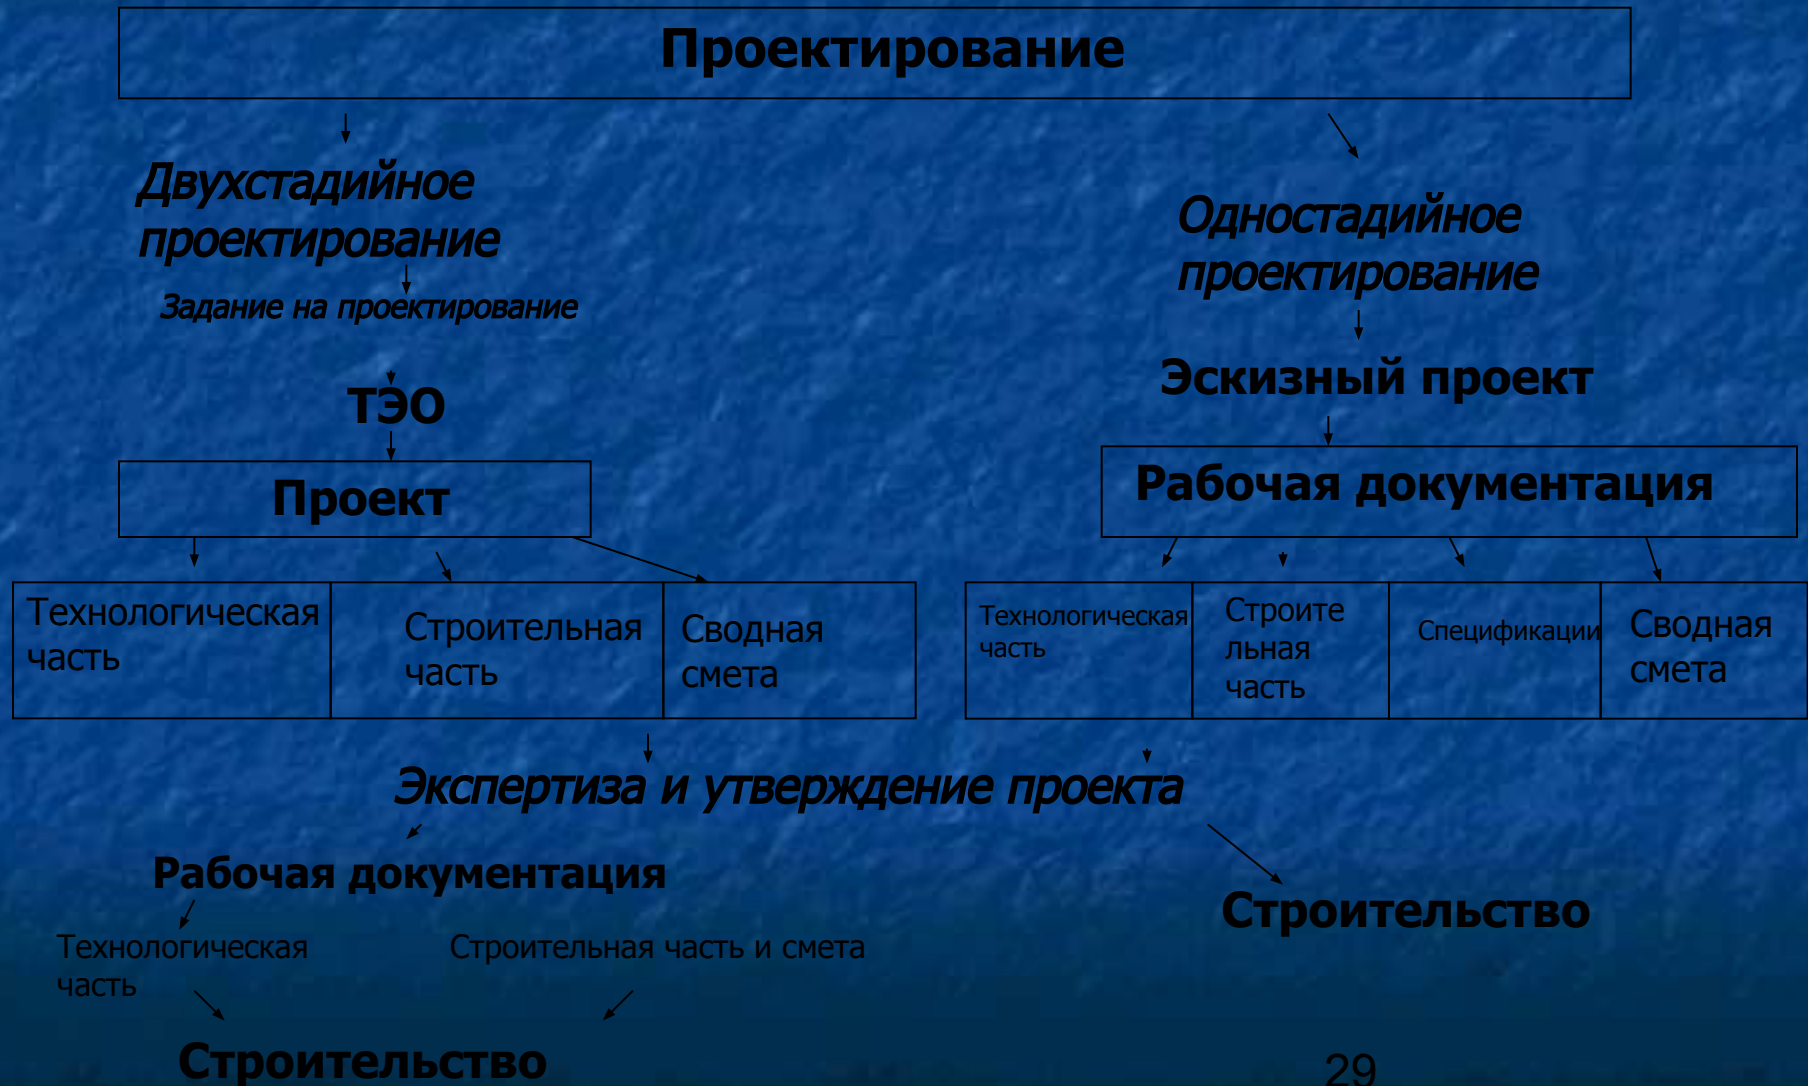 Проектирование
Двухстадийное
проектирование
Задание на проектирование
ТЭО
Проект
Технологическая
часть
Строительная
часть
Сводная
смета
Одностадийное
проектирование
Эскизный проект
Рабочая документация
Технологическая
часть
Строите
льная
часть
Спецификации
Сводная
смета
Экспертиза и утверждение проекта
Рабочая документация
Технологическая
часть
Строительная часть и смета
Строительство
Строительство
29